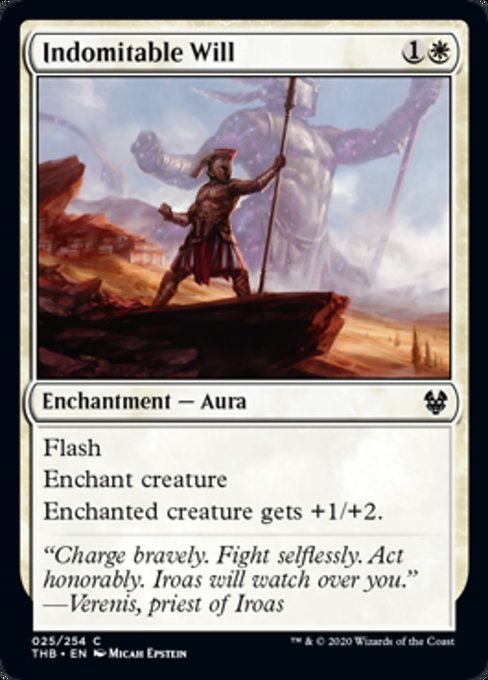 Indomitable Will 1
Enchantment — Aura
Flash
Enchant creature
Enchanted creature gets +1/+2.
“Charge bravely. Fight selflessly. Act
honorably. Iroas will watch over you.”
—Verenis, priest of Iroas
025/254 C
THB • EN Micah Epstein
™ & © 2020 Wizards of the Coast